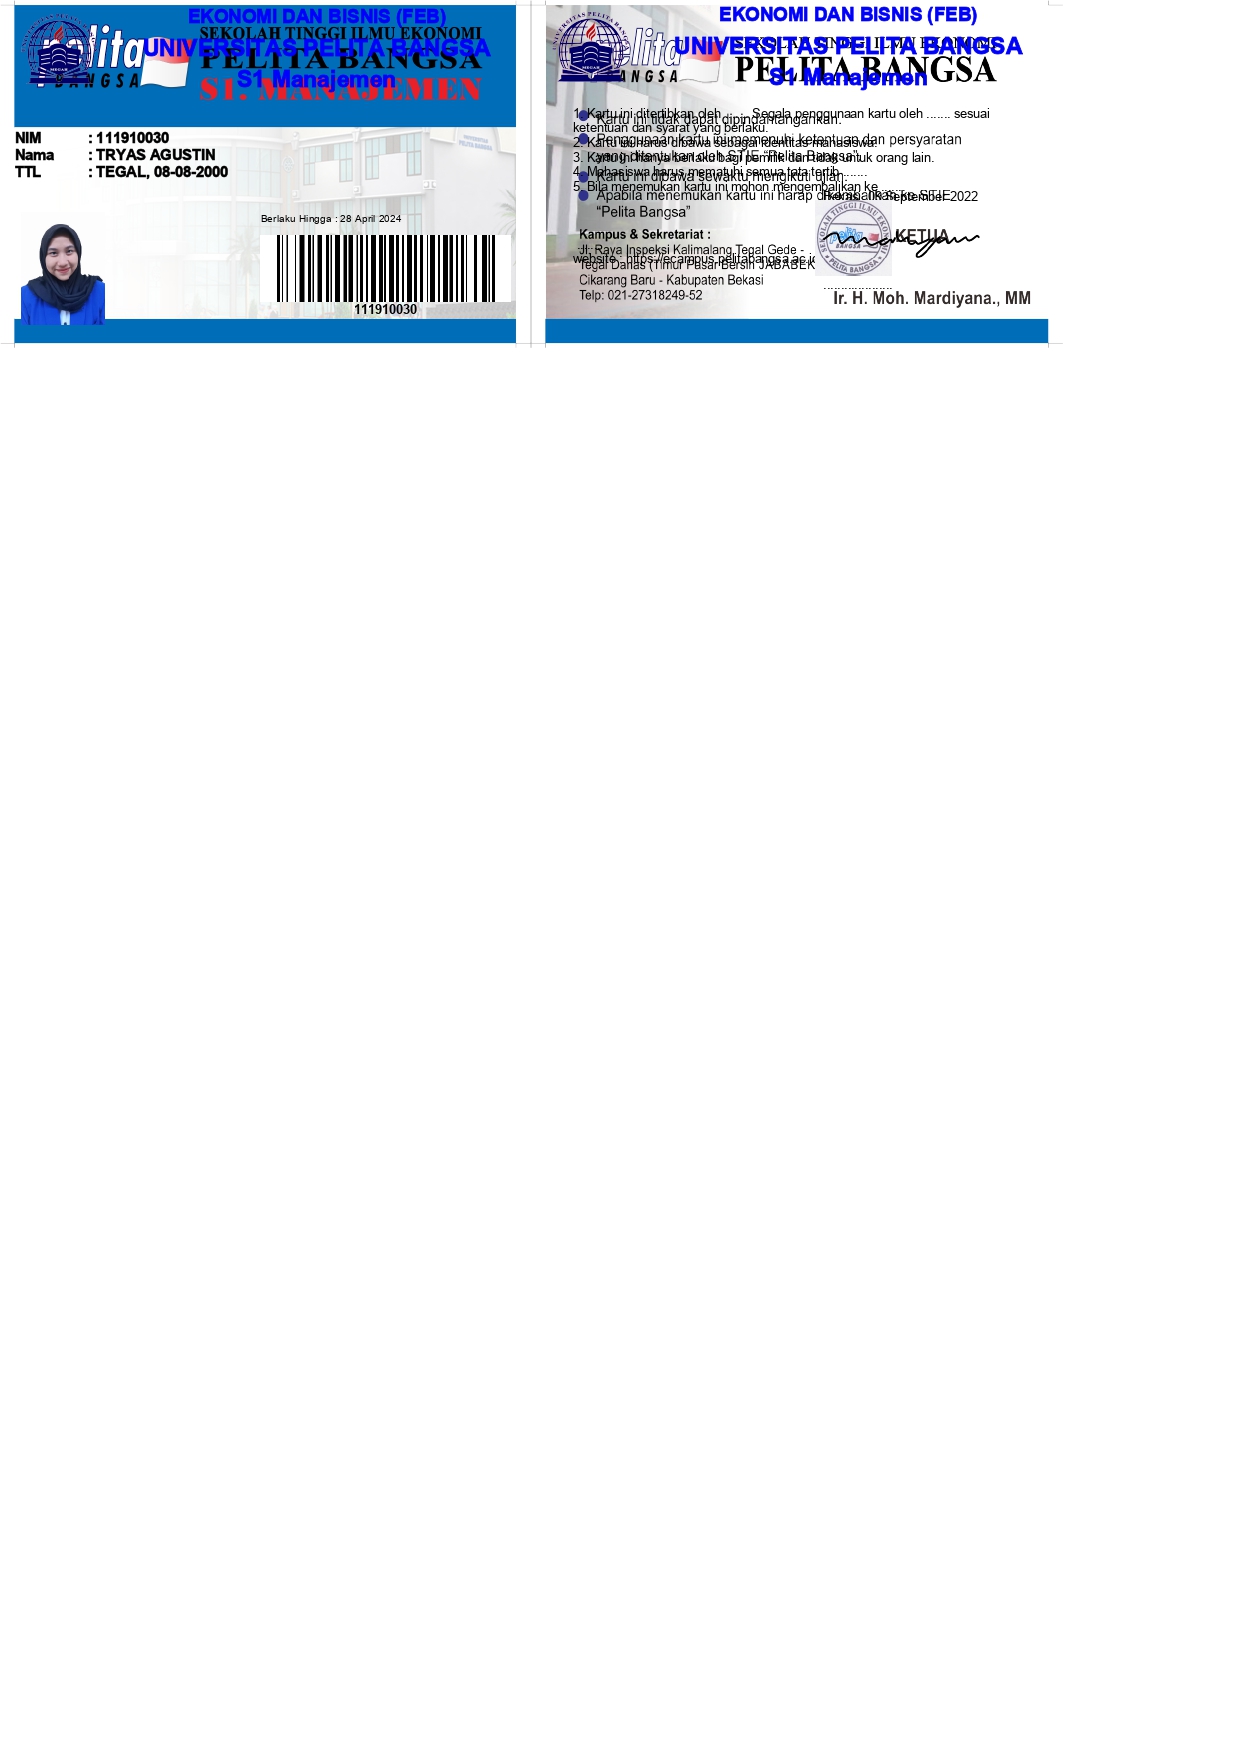 EKONOMI DAN BISNIS (FEB)
SEKOLAH TINGGI ILMU EKONOMI
UNIVERSITAS PELITA BANGSA
PELITA BANGSA
S1 Manajemen
S1. MANAJEMEN
pelita
BANGSA
NIM : 111910030
Nama : TRYAS AGUSTIN
TTL : TEGAL, 08-08-2000
Berlaku Hingga : 28 April 2024
111910030
EKONOMI DAN BISNIS (FEB)
SEKOLAH TINGGI ILMU EKONOMI
UNIVERSITAS PELITA BANGSA
PELITA BANGSA
S1 Manajemen
BANGSA
1. Kartu ini diterbitkan oleh ....... Segala penggunaan kartu oleh ....... sesuai
ketentuan dan syarat yang berlaku.
2. Kartu ini harus dibawa sebagai identitas mahasiswa.
3. Kartu ini hanya berlaku bagi pemilik dan tidak untuk orang lain.
4. Mahasiswa harus mematuhi semua tata tertib .......
5. Bila menemukan kartu ini mohon mengembalikan ke
Kartu ini tidak dapat dipindahtangankan.
Penggunaan kartu ini memenuhi ketentuan dan persyaratan
yang ditentukan oleh STIE “Pelita Bangsa”.
Kartu ini dibawa sewaktu mengikuti ujian.
Apabila menemukan kartu ini harap dikembalikan ke STIE
“Pelita Bangsa”
September 2022
Kampus & Sekretariat :
Jl. Raya Inspeksi Kalimalang Tegal Gede -
Tegal Danas (Timur Pasar Bersih JABABEK
Cikarang Baru - Kabupaten Bekasi
Telp: 021-27318249-52
website : https://ecampus.pelitabangsa.ac.i
KETUA
SEKOLAH TINGGI ILMU EKONOMI
pelita
BANGSA
PELITA BANGSA
....................
Ir. H. Moh. Mardiyana., MM